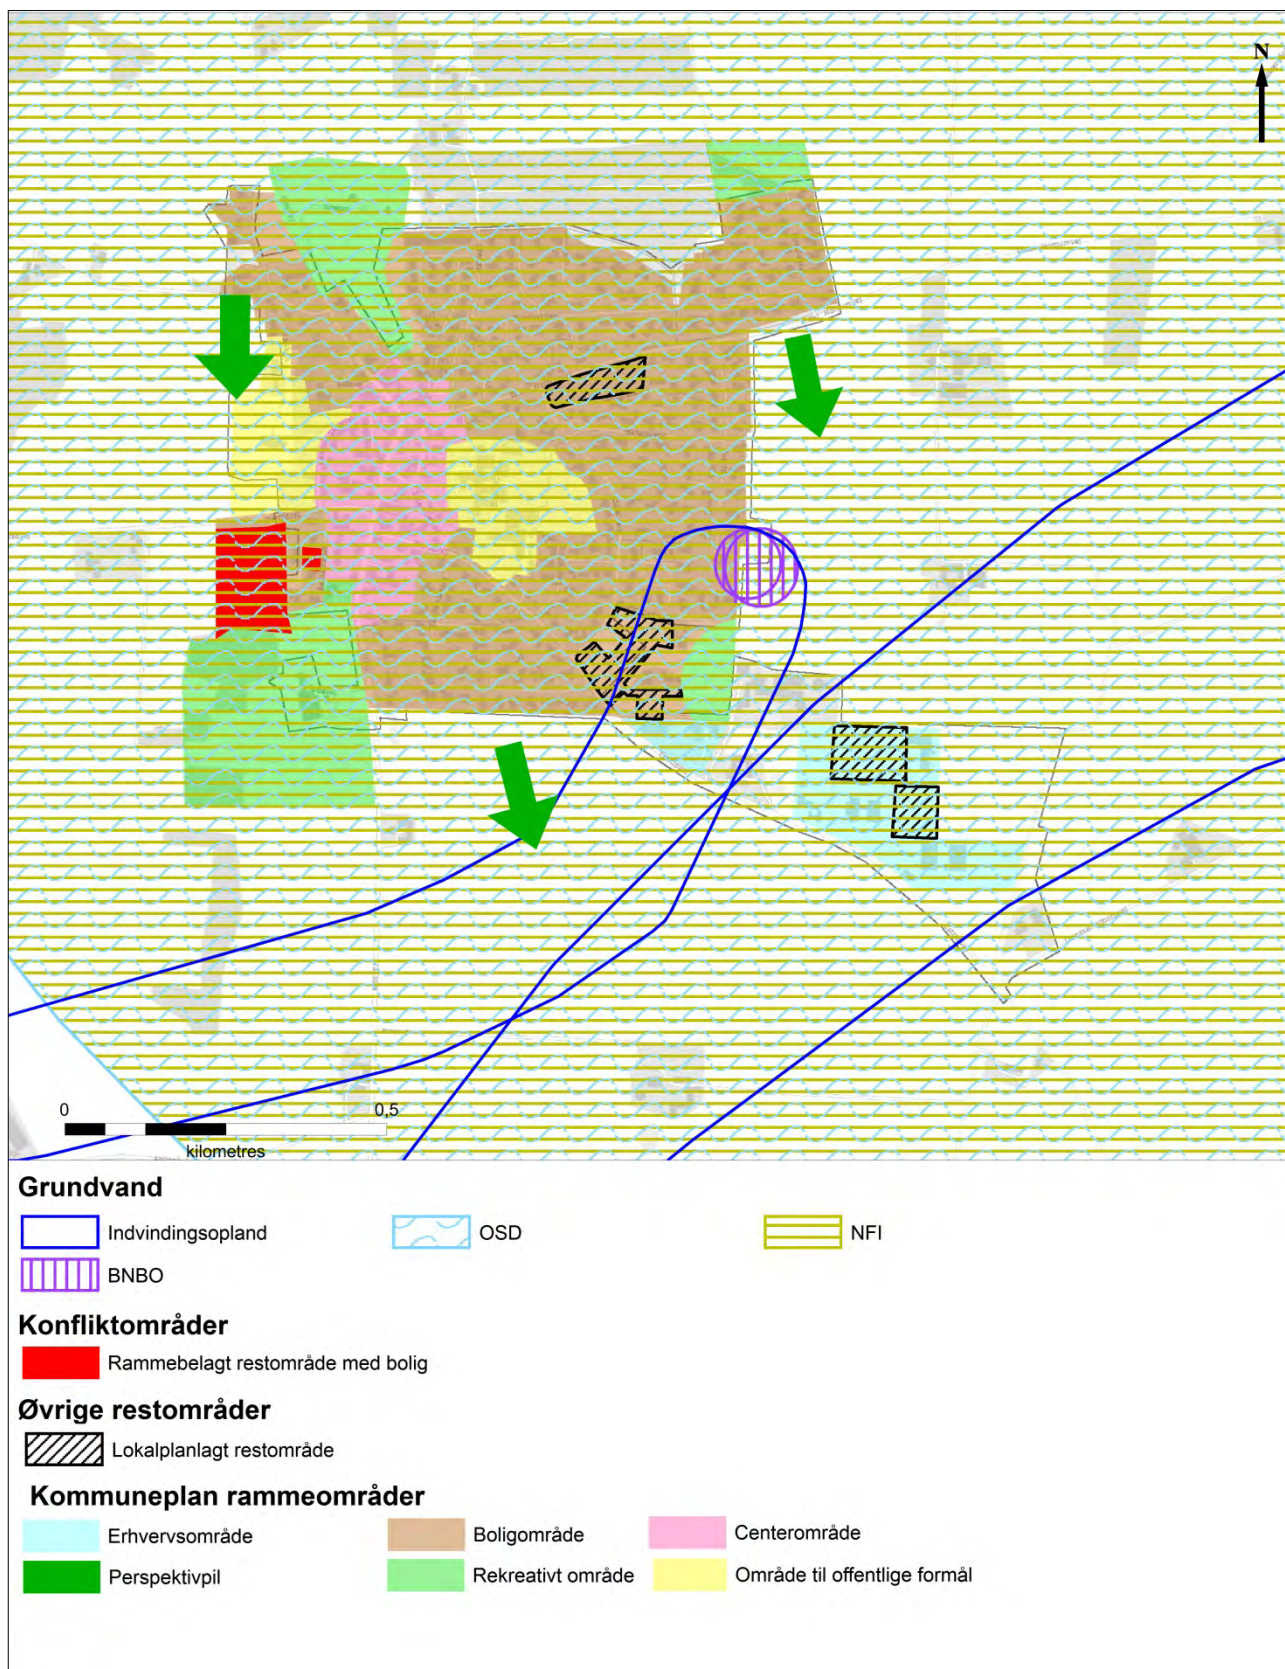 N
0 0,5
kilometres
Grundvand
Indvindingsopland OSD NFI
BNBO
Konfliktområder
Rammebelagt restområde med bolig
Øvrige restområder
Lokalplanlagt restområde
Kommuneplan rammeområder
Erhvervsområde Boligområde Centerområde
Perspektivpil Rekreativt område Område til offentlige formål